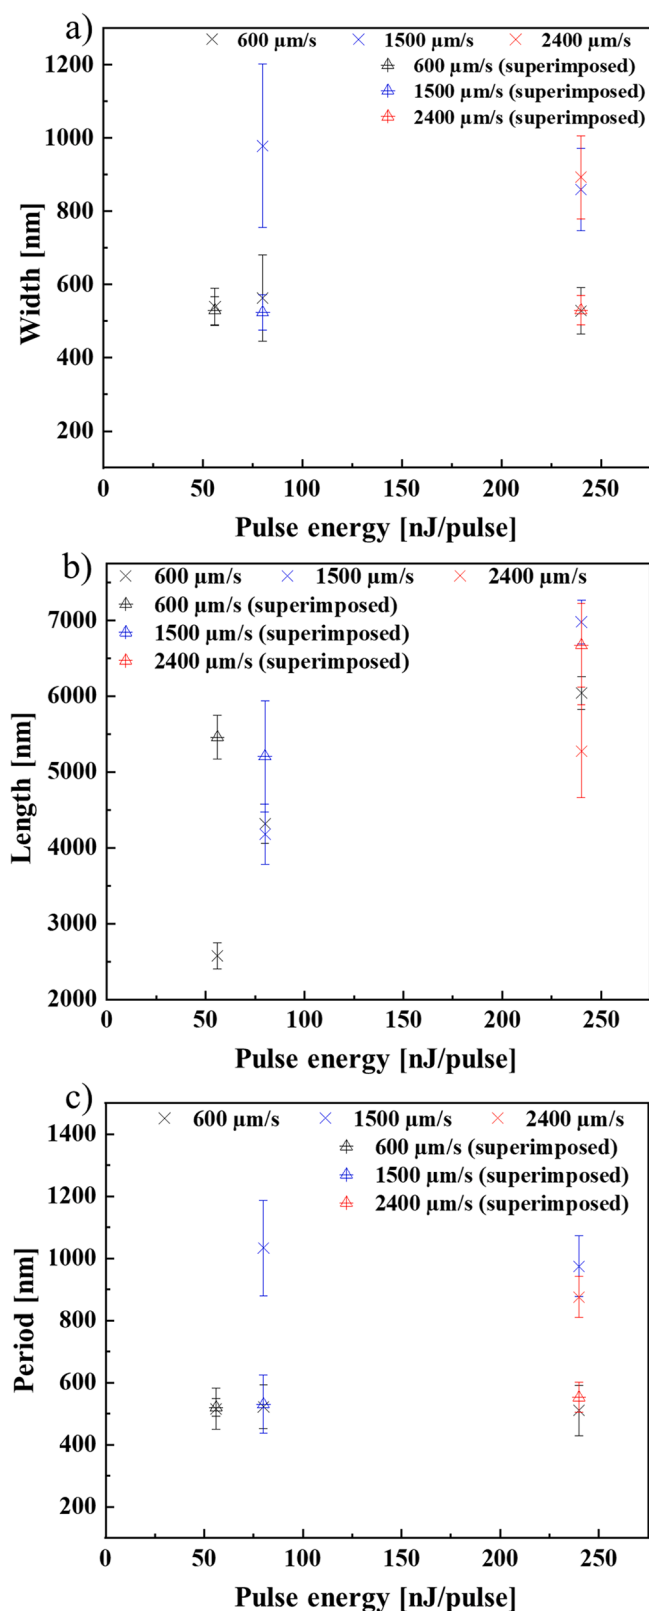 a)
600 µm/s 1500 µm/s 2400 µm/s
600 µm/s (superimposed)
1500 µm/s (superimposed)
2400 µm/s (superimposed)
1200
1000
800
600
400
200
Width [nm]
0 50 100 150 200 250
Pulse energy [nJ/pulse]
b)
600 µm/s 1500 µm/s 2400 µm/s
600 µm/s (superimposed)
1500 µm/s (superimposed)
2400 µm/s (superimposed)
7000
6000
5000
4000
3000
2000
Length [nm]
0 50 100 150 200 250
Pulse energy [nJ/pulse]
c)
600 µm/s 1500 µm/s 2400 µm/s
600 µm/s (superimposed)
1500 µm/s (superimposed)
2400 µm/s (superimposed)
1400
1200
1000
800
600
400
200
Period [nm]
0 50 100 150 200 250
Pulse energy [nJ/pulse]